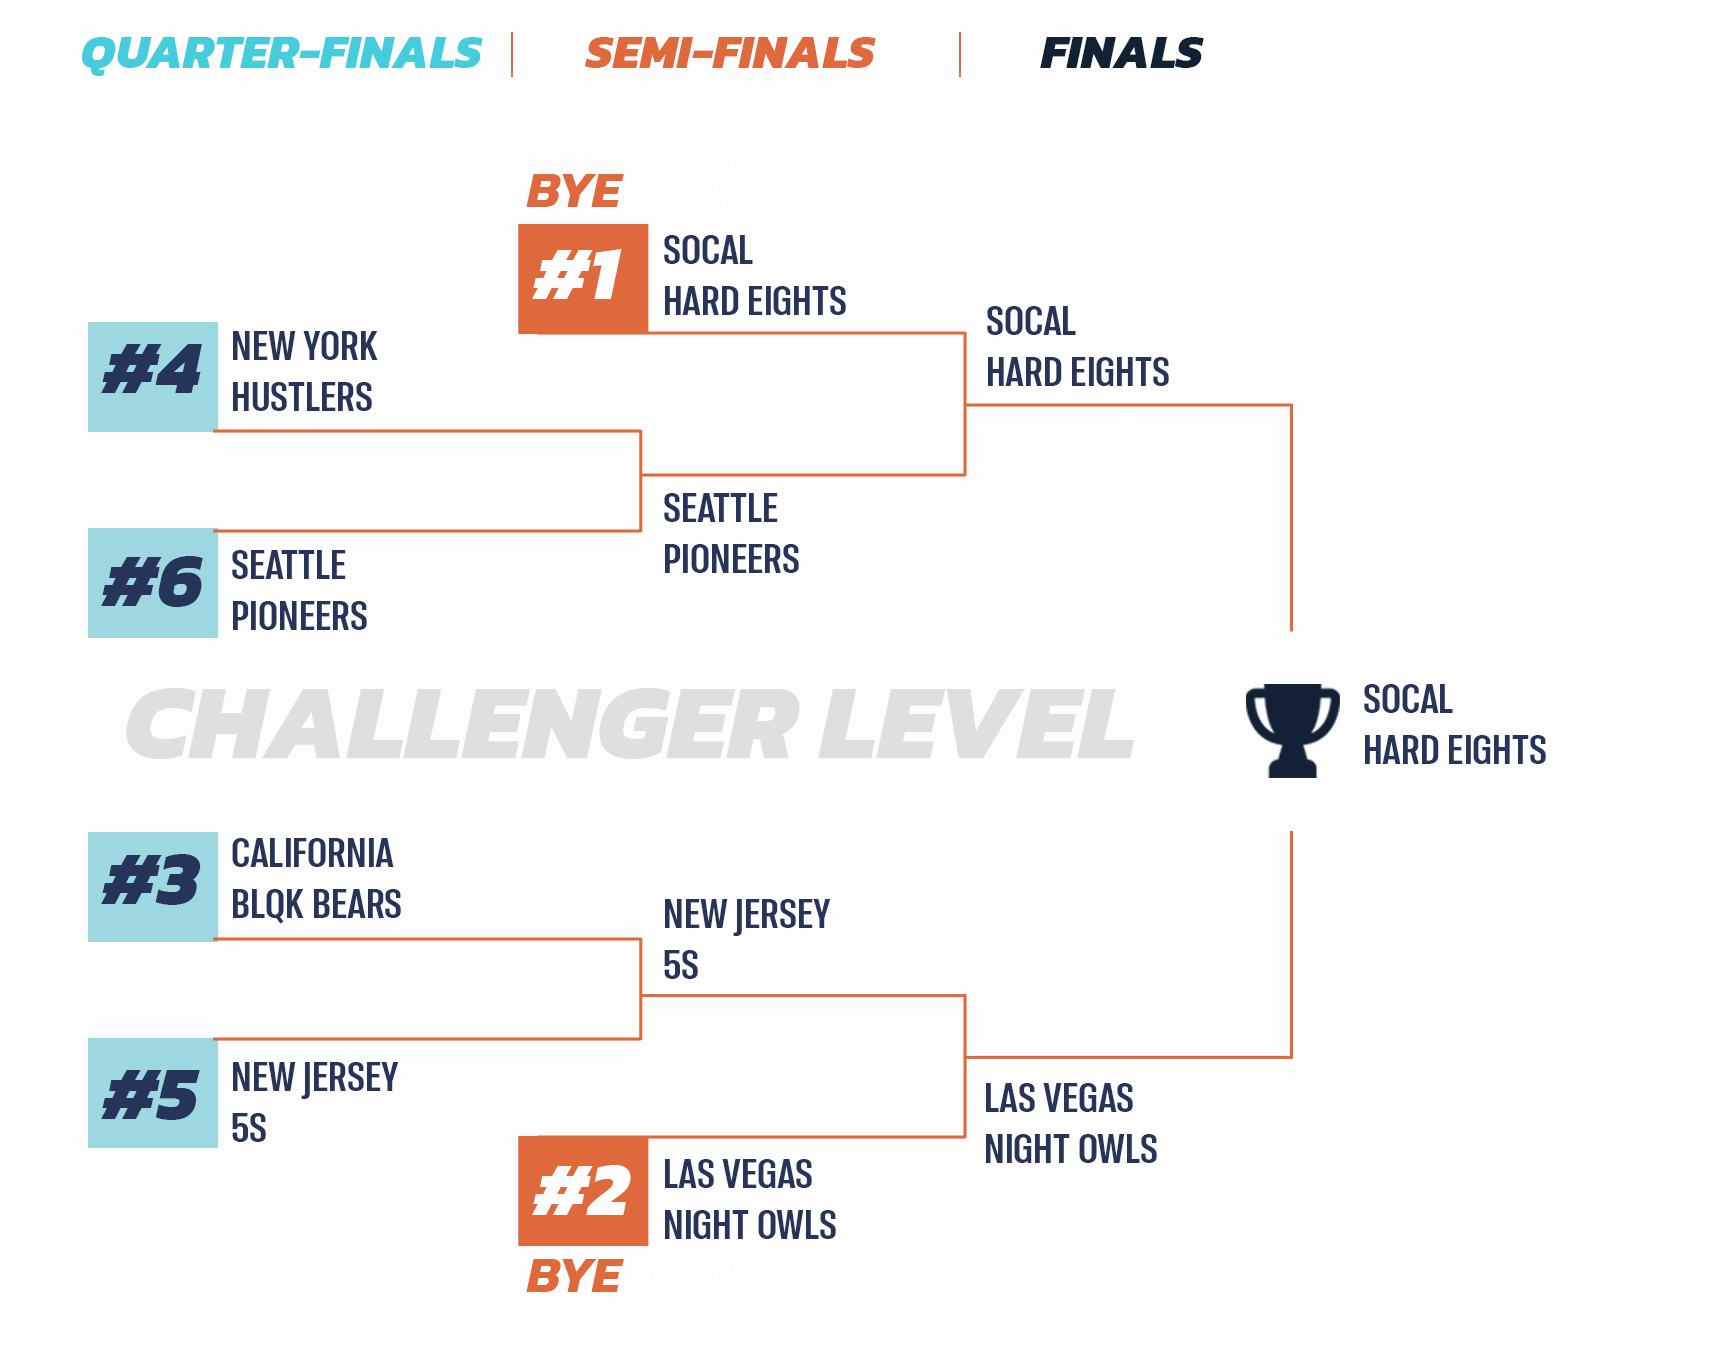 QUARTER-FINALS
SEMI-FINALS
FINALS
BYE #1
#1
SOCAL
HARD EIGHTS
SOCAL
HARD EIGHTS
#4
NEW YORK
HUSTLERS
SEATTLE
PIONEERS
#6
SEATTLE
PIONEERS
CHALLENGER LEVEL
SOCAL
HARD EIGHTS
#3
CALIFORNIA
BLQK BEARS
NEW JERSEY
5S
#5
NEW JERSEY
5S
LAS VEGAS
NIGHT OWLS
#2
LAS VEGAS
NIGHT OWLS
BYE #1